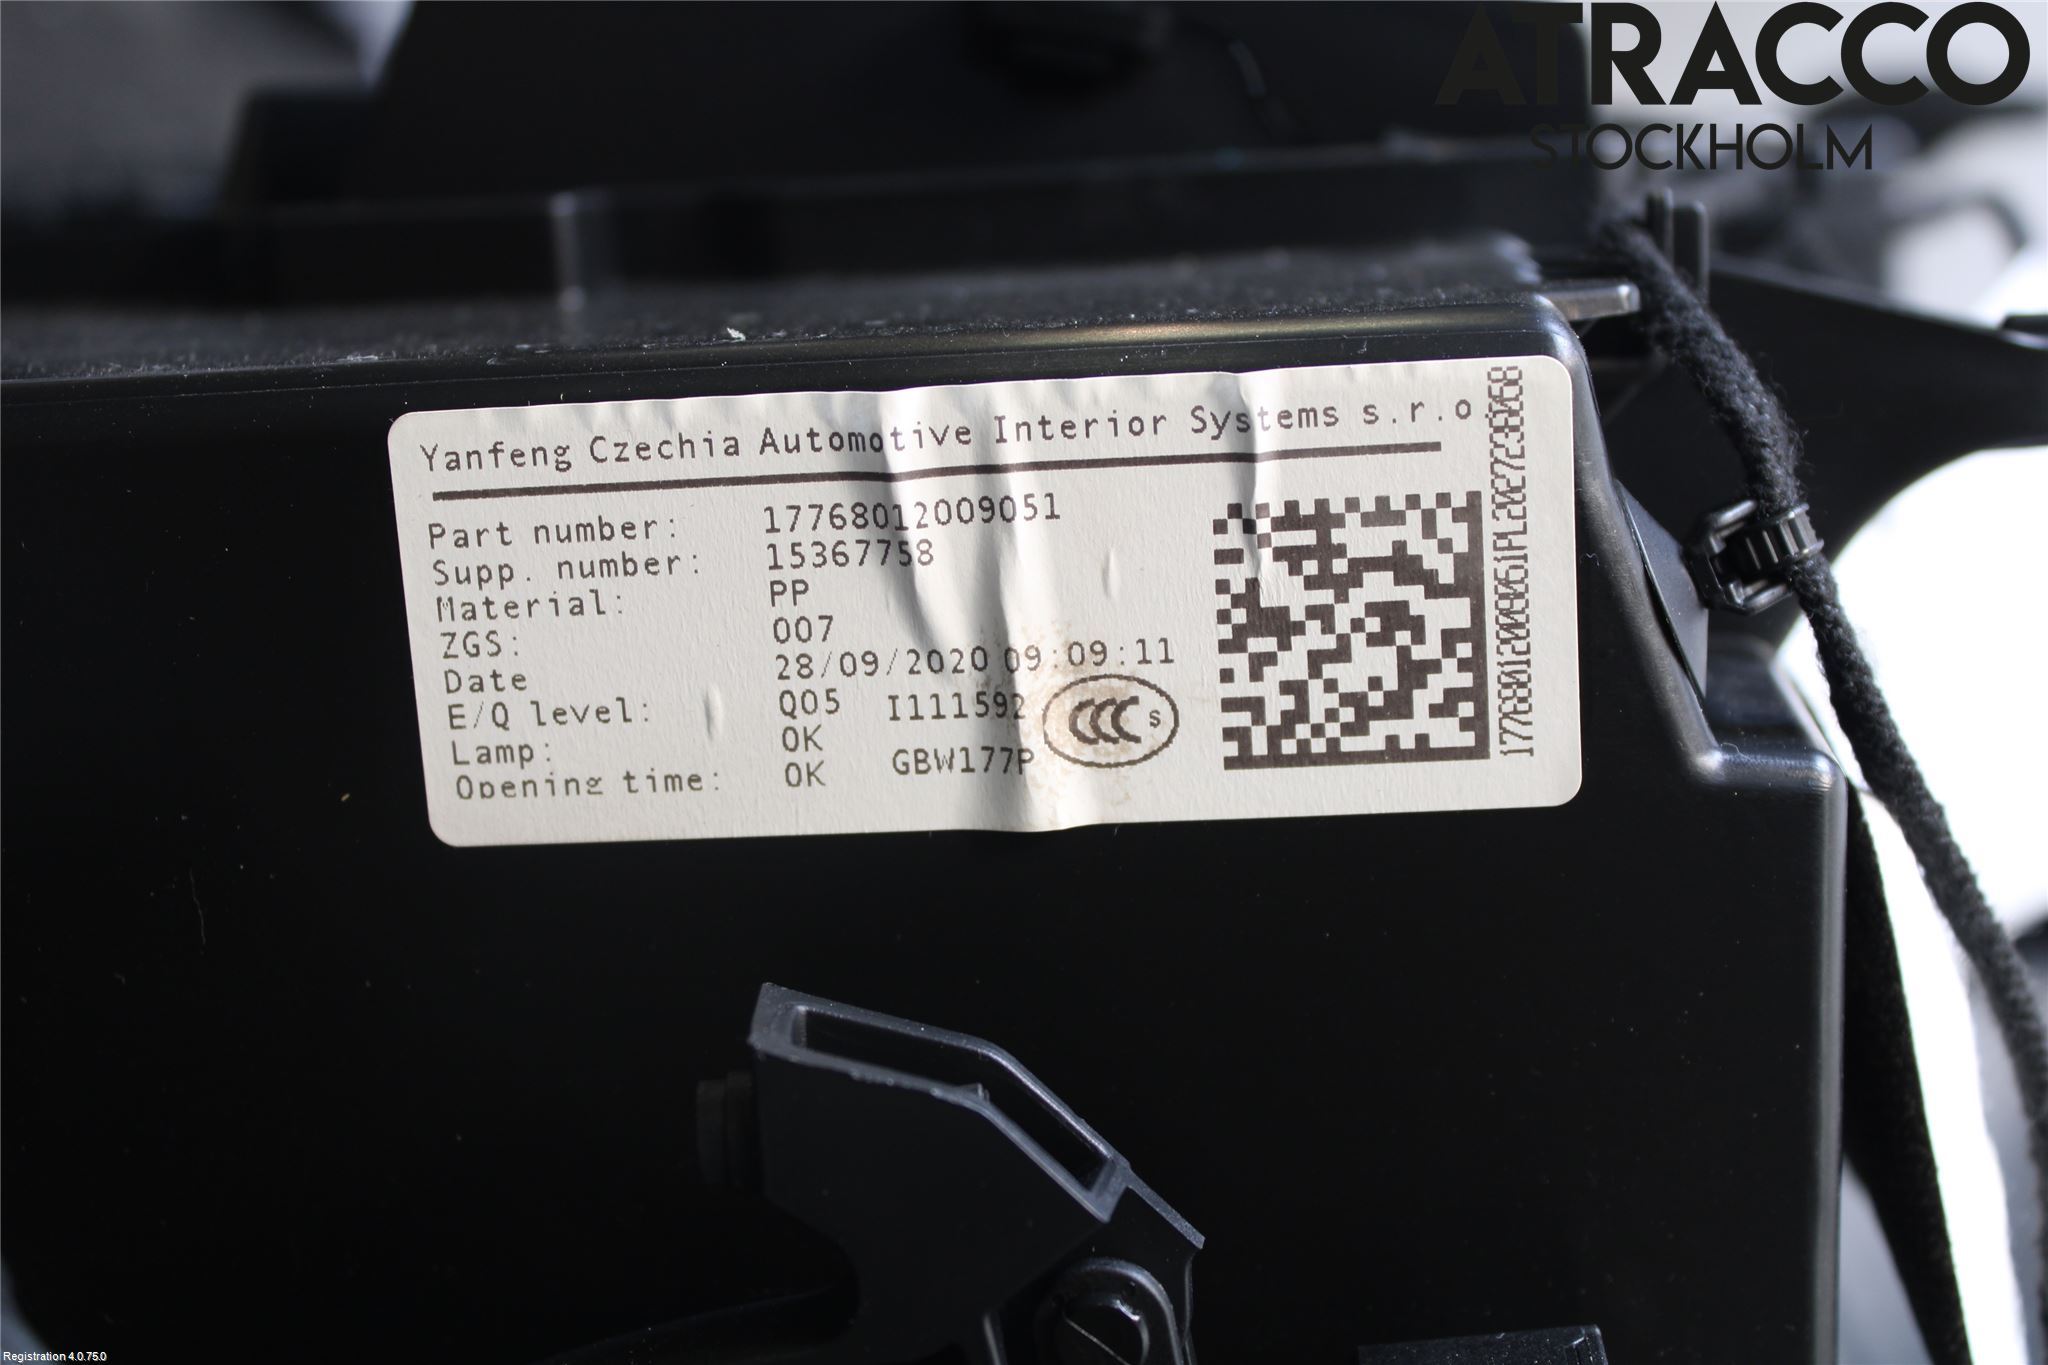 ATRACCO
STOCKHOLM
Yanfeng Czechia Automotive Interior Systems s.r.o
Part number: 17768012009051
Supp. number: 15367758
Material: PP
ZGS: 007
Date 28/09/2020 09:09:11
E/Q level: Q05 I111592
Lamp: OK
Opening time: OK GBW177P
CCC S
Registration 4.0.75.0